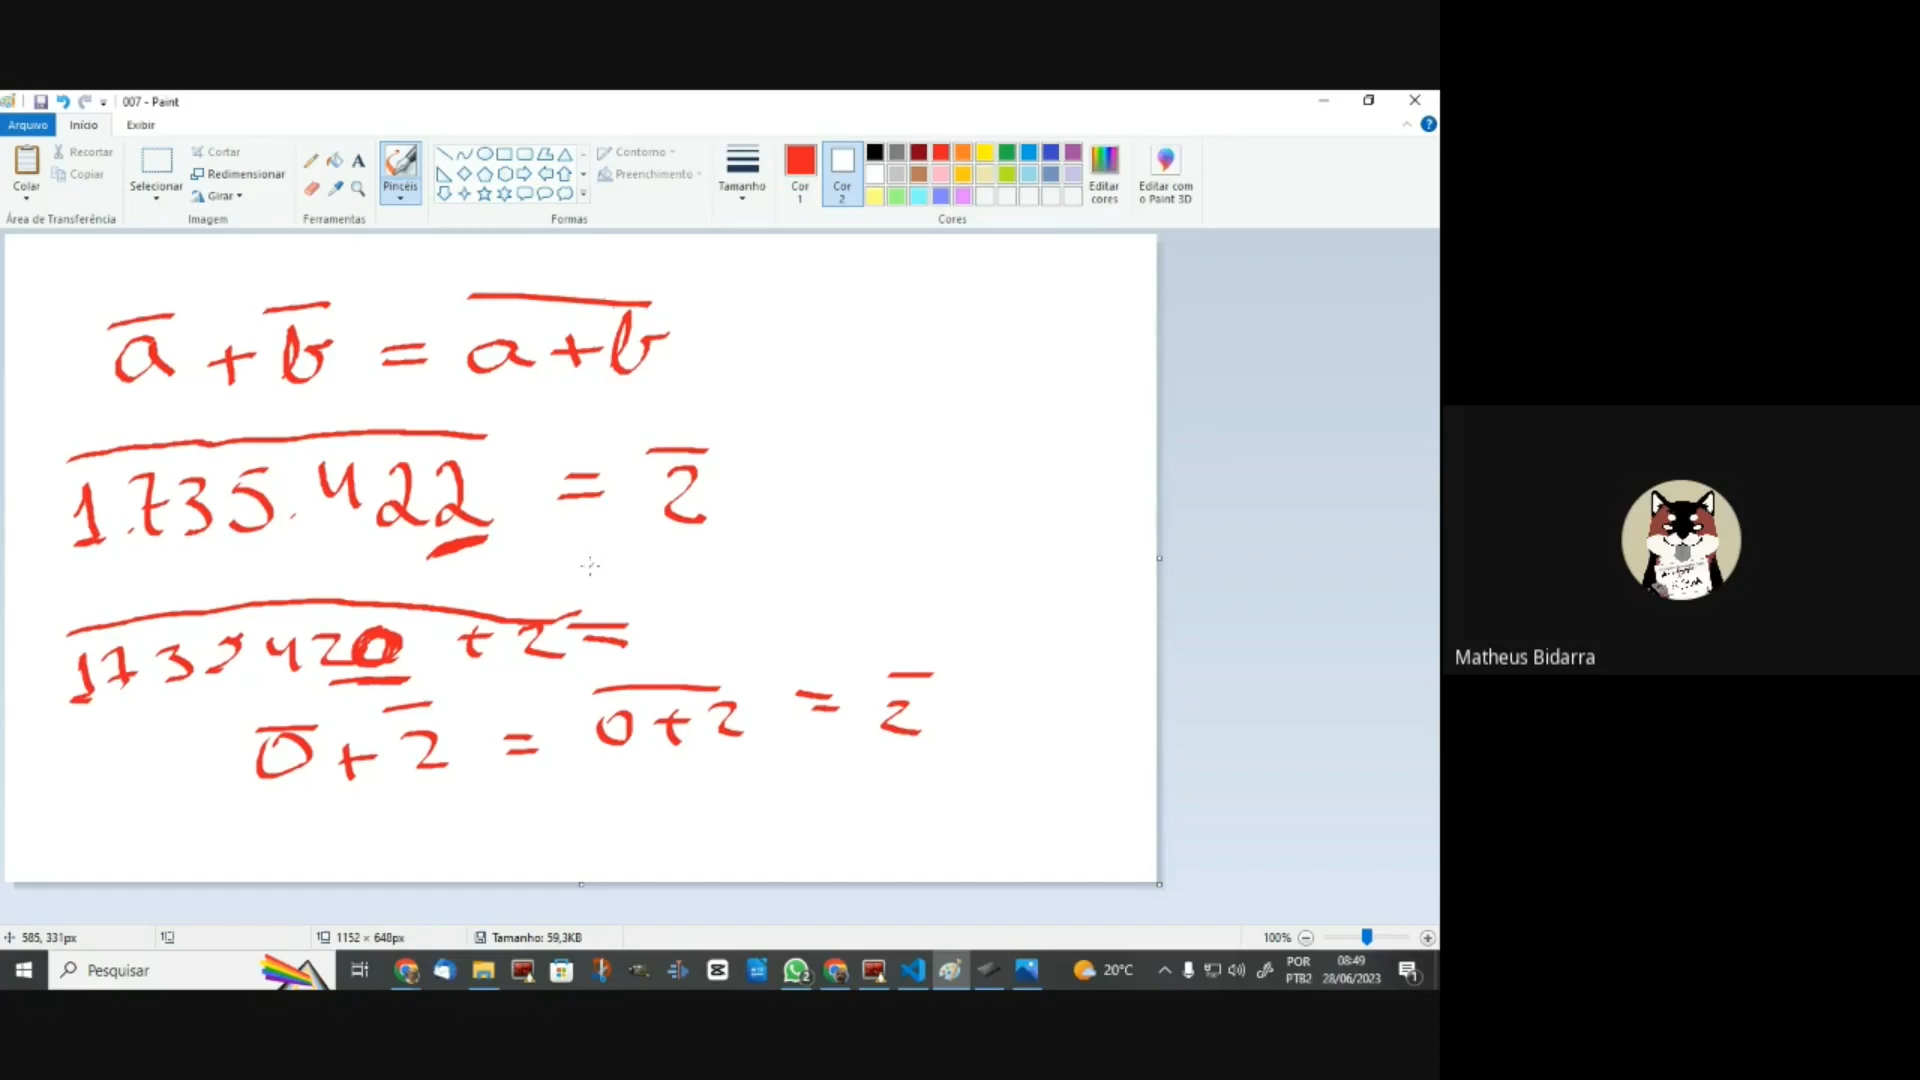 007 - Paint
Arquivo Início Exibir
Colar Recortar Copiar
Área de Transferência
Selecionar Cortar Redimensionar Girar
Imagem
Ferramentas
Pincéis
Formas
Contorno
Preenchimento
Tamanho
Cor 1
Cor 2
Cores
Editar cores
Editar com o Paint 3D
a̅ + b̅ = a+b
1.735.422 = 2̅
1735420 + 2 =
0̅ + 2̅ = 0+2 = 2̅
Matheus Bidarra
585, 331px
1152 × 648px
Tamanho: 59,3KB
100%
Pesquisar
2
20°C
POR
PTB2
08:49
28/06/2023
1